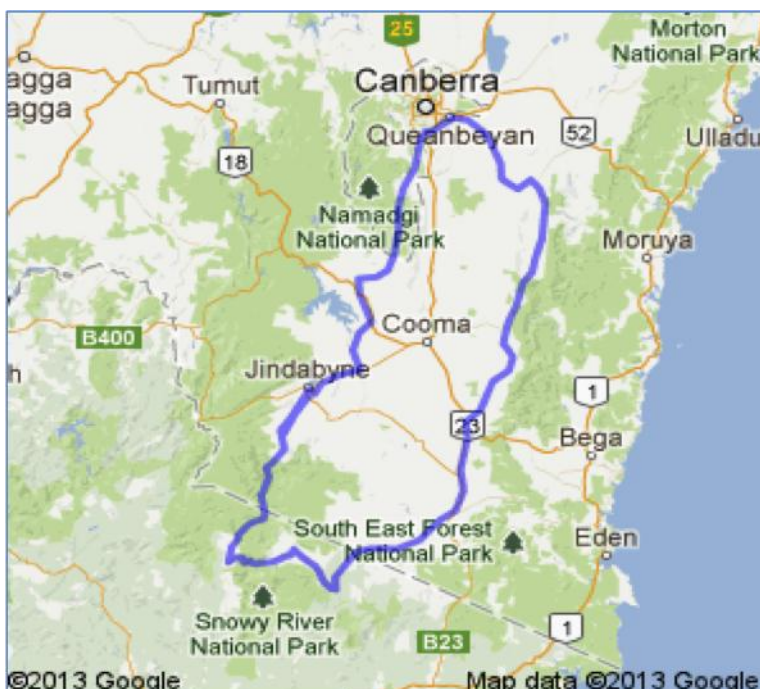 25
Morton
National Park
agga
agga
Tumut
Canberra
Queanbeyan
52
Ulladu
18
Namadgi
National Park
Moruya
B400
Cooma
h
Jindabyne
1
23
Bega
South East Forest
National Park
Eden
Snowy River
National Park
B23
1
©2013 Google
Map data ©2013 Google